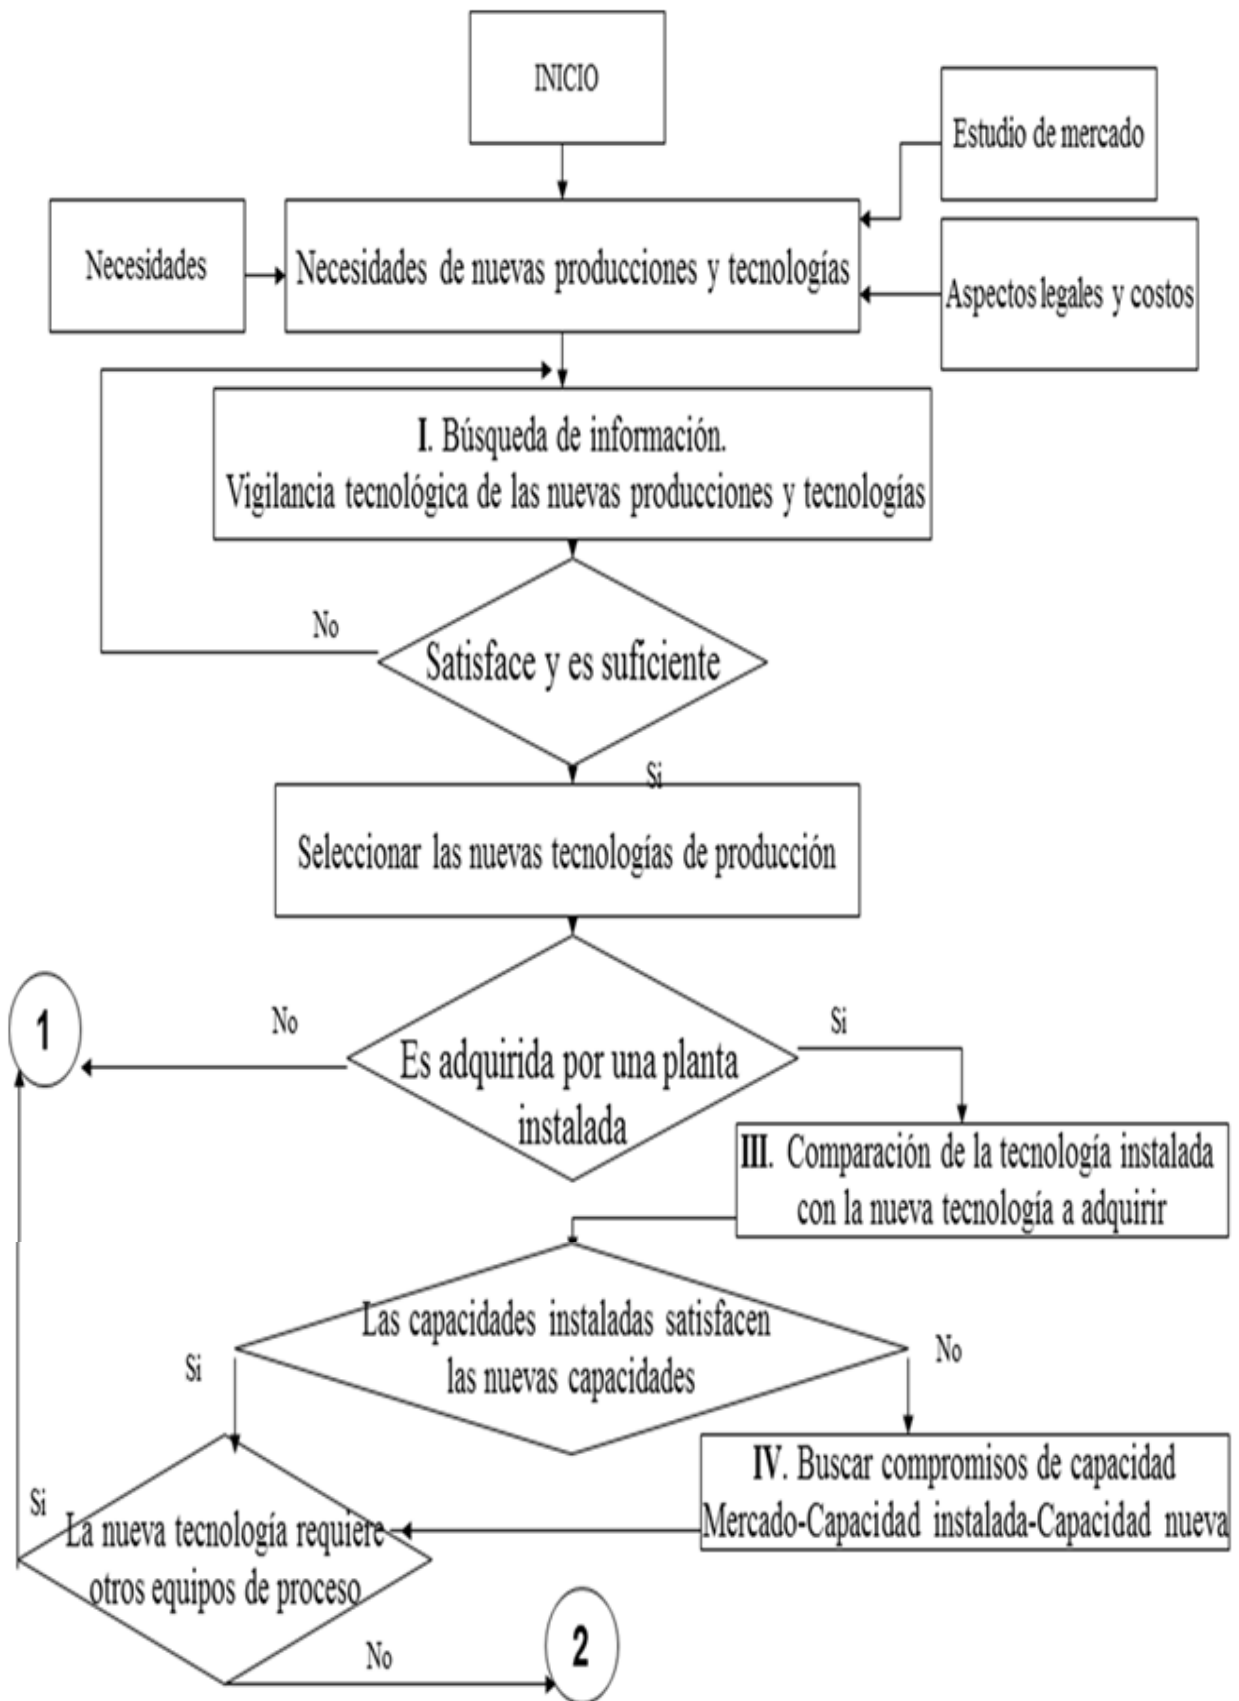 INICIO
Estudio de mercado
Necesidades
Necesidades de nuevas producciones y tecnologías
Aspectos legales y costos
I. Búsqueda de información.
Vigilancia tecnológica de las nuevas producciones y tecnologías
No
Satisface y es suficiente
Si
Seleccionar las nuevas tecnologías de producción
1
No
Si
Es adquirida por una planta
instalada
III. Comparación de la tecnología instalada
con la nueva tecnología a adquirir
Las capacidades instaladas satisfacen
las nuevas capacidades
Si
No
IV. Buscar compromisos de capacidad
Mercado-Capacidad instalada-Capacidad nueva
Si
La nueva tecnología requiere
otros equipos de proceso
No
2